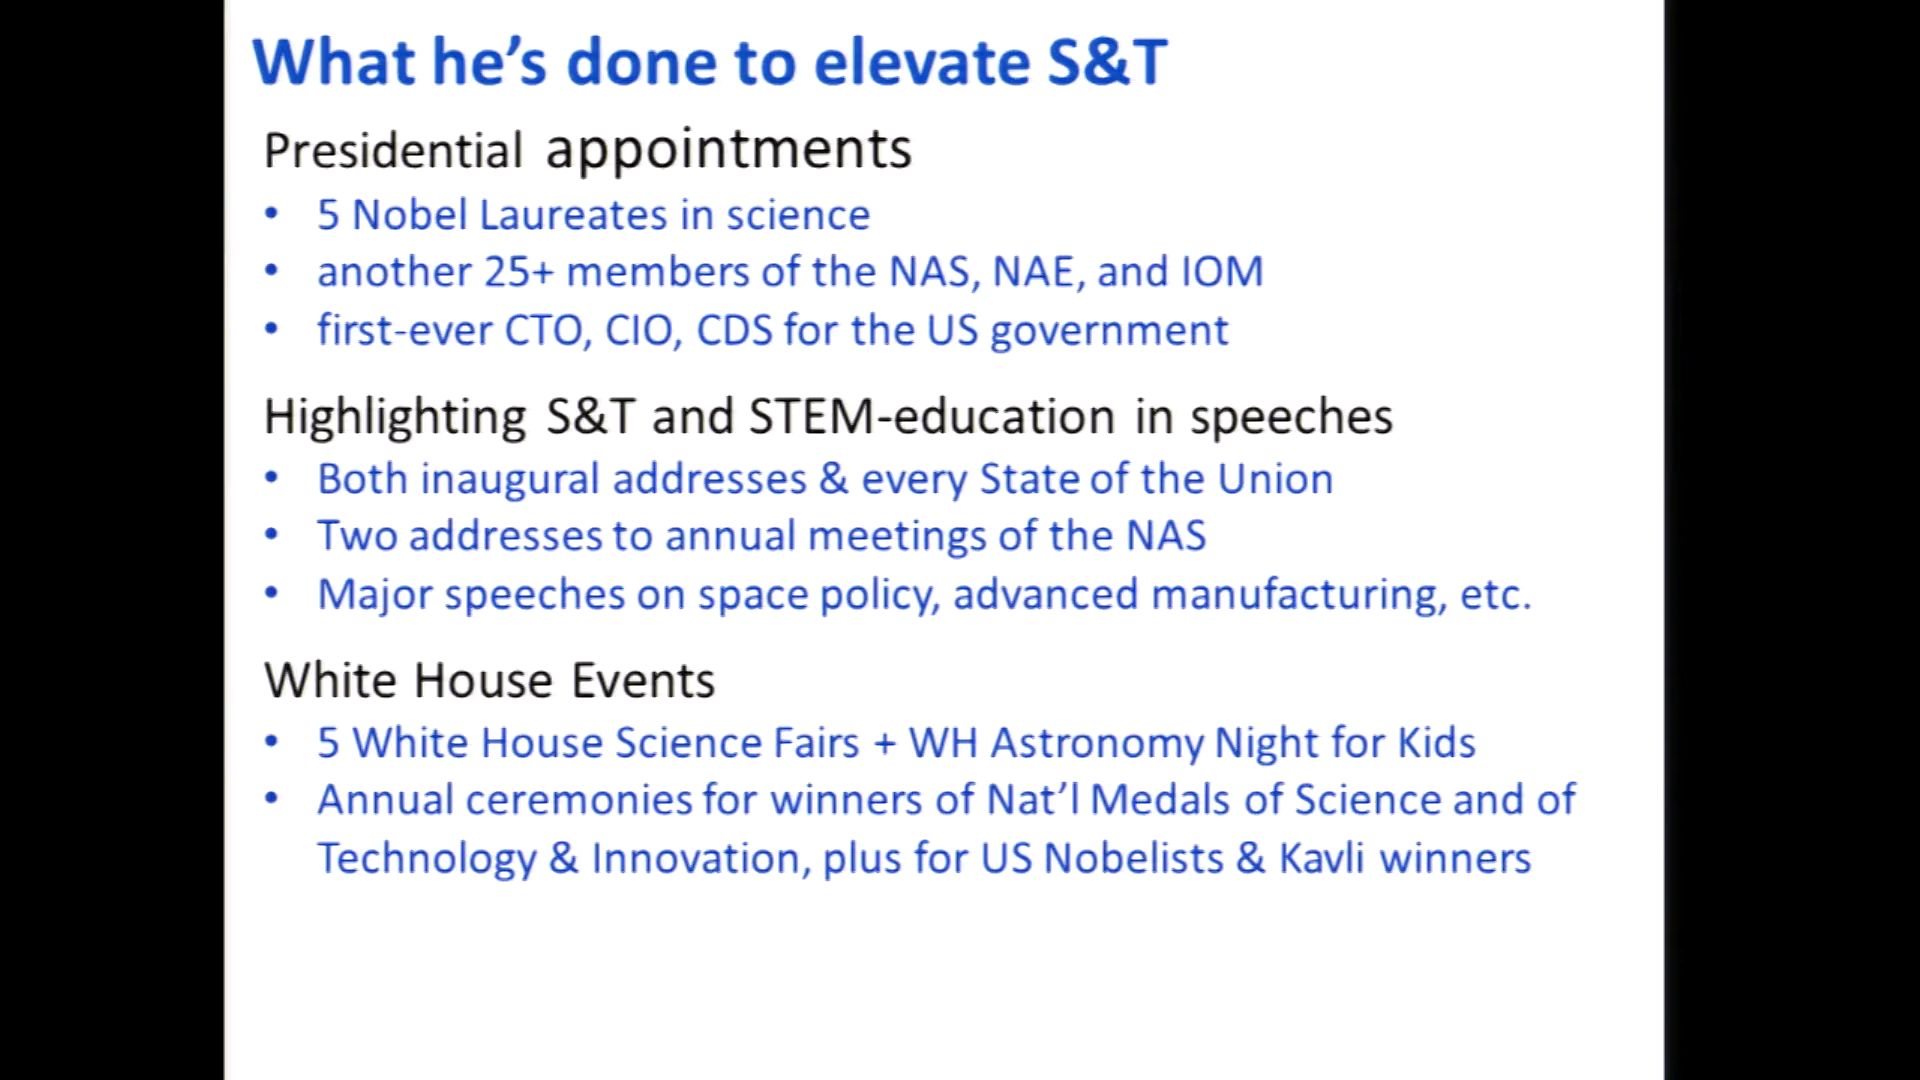 What he’s done to elevate S&T
Presidential appointments
• 5 Nobel Laureates in science
• another 25+ members of the NAS, NAE, and IOM
• first-ever CTO, CIO, CDS for the US government
Highlighting S&T and STEM-education in speeches
• Both inaugural addresses & every State of the Union
• Two addresses to annual meetings of the NAS
• Major speeches on space policy, advanced manufacturing, etc.
White House Events
• 5 White House Science Fairs + WH Astronomy Night for Kids
• Annual ceremonies for winners of Nat’l Medals of Science and of
Technology & Innovation, plus for US Nobelists & Kavli winners